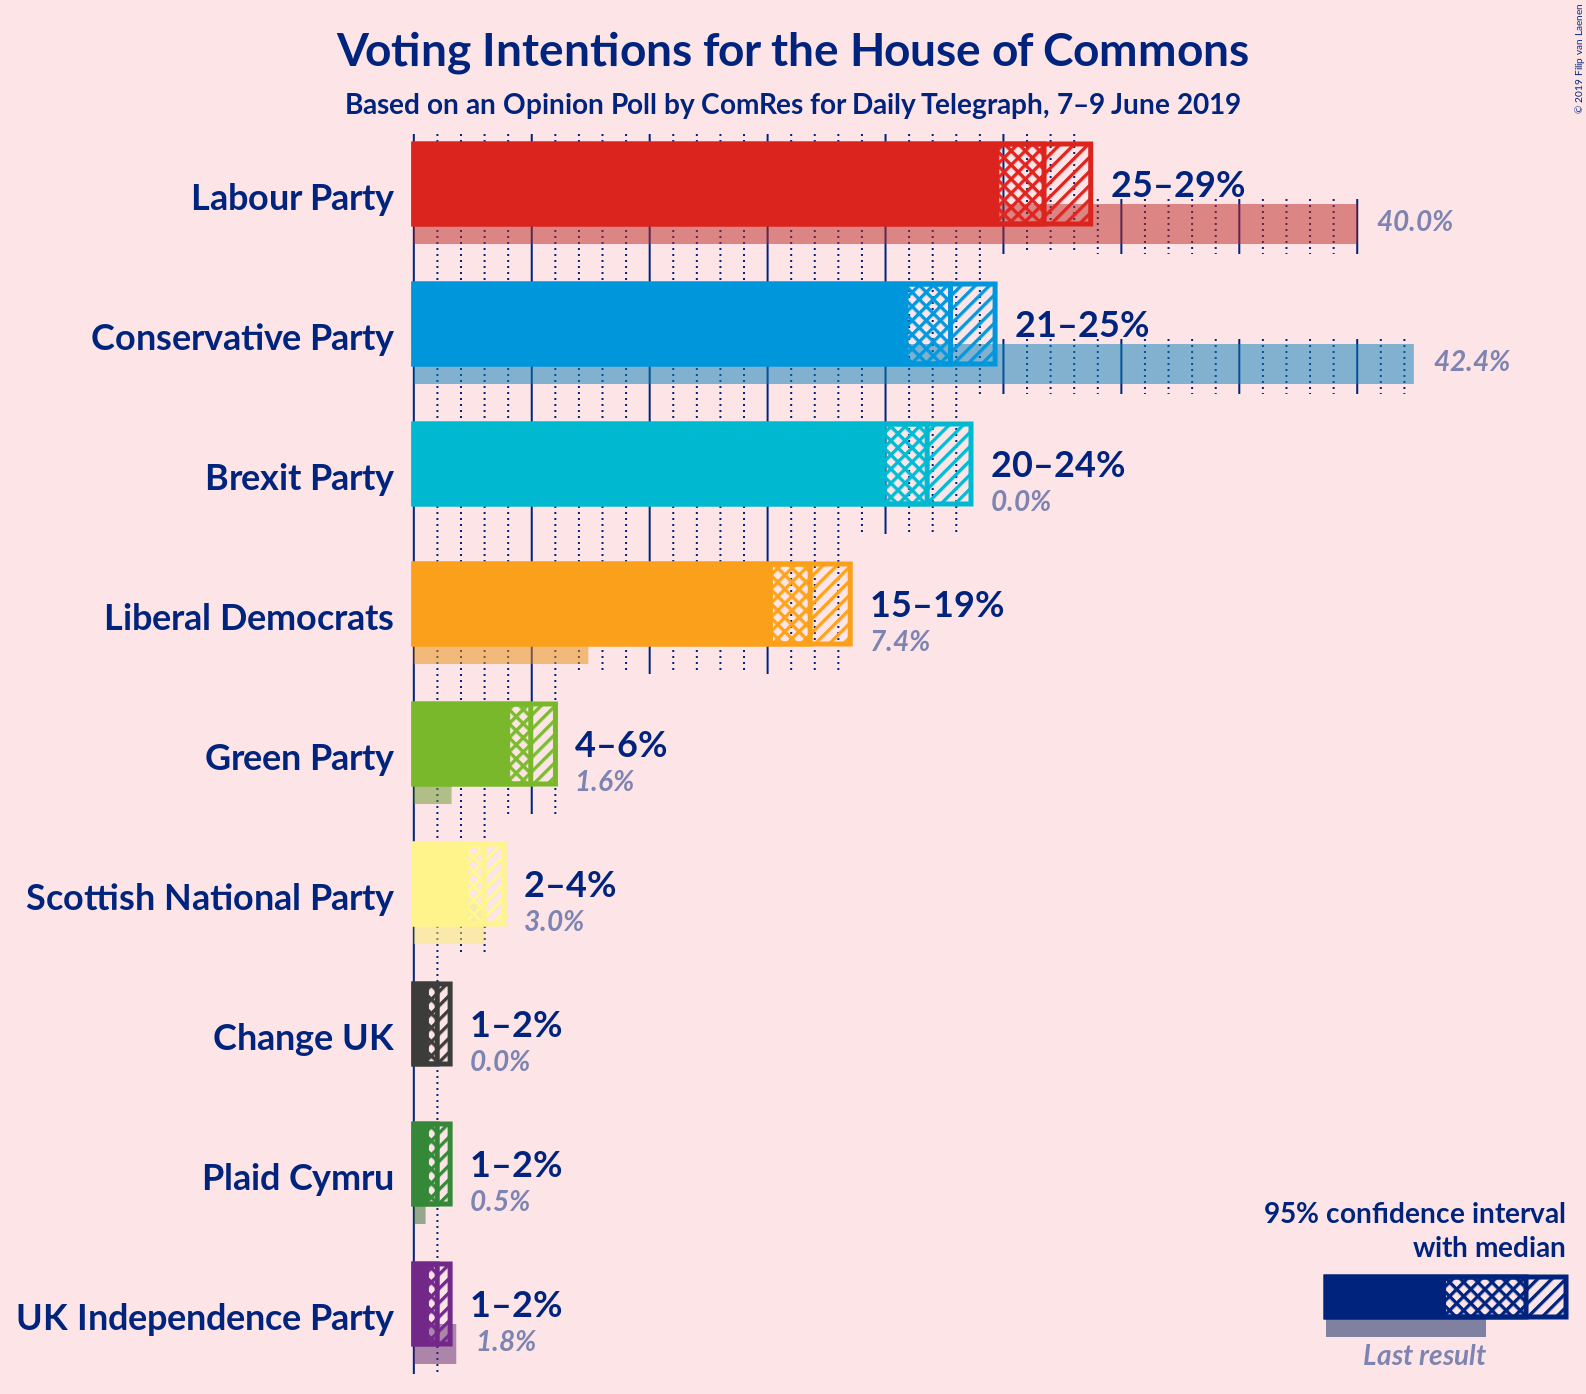 Voting Intentions for the House of Commons
Based on an Opinion Poll by ComRes for Daily Telegraph, 7–9 June 2019
© 2019 Filip van Laenen
Labour Party
25–29%
40.0%
Conservative Party
21–25%
42.4%
Brexit Party
20–24%
0.0%
Liberal Democrats
15–19%
7.4%
Green Party
4–6%
1.6%
Scottish National Party
2–4%
3.0%
Change UK
1–2%
0.0%
Plaid Cymru
1–2%
0.5%
UK Independence Party
1–2%
1.8%
95% confidence interval
with median
Last result